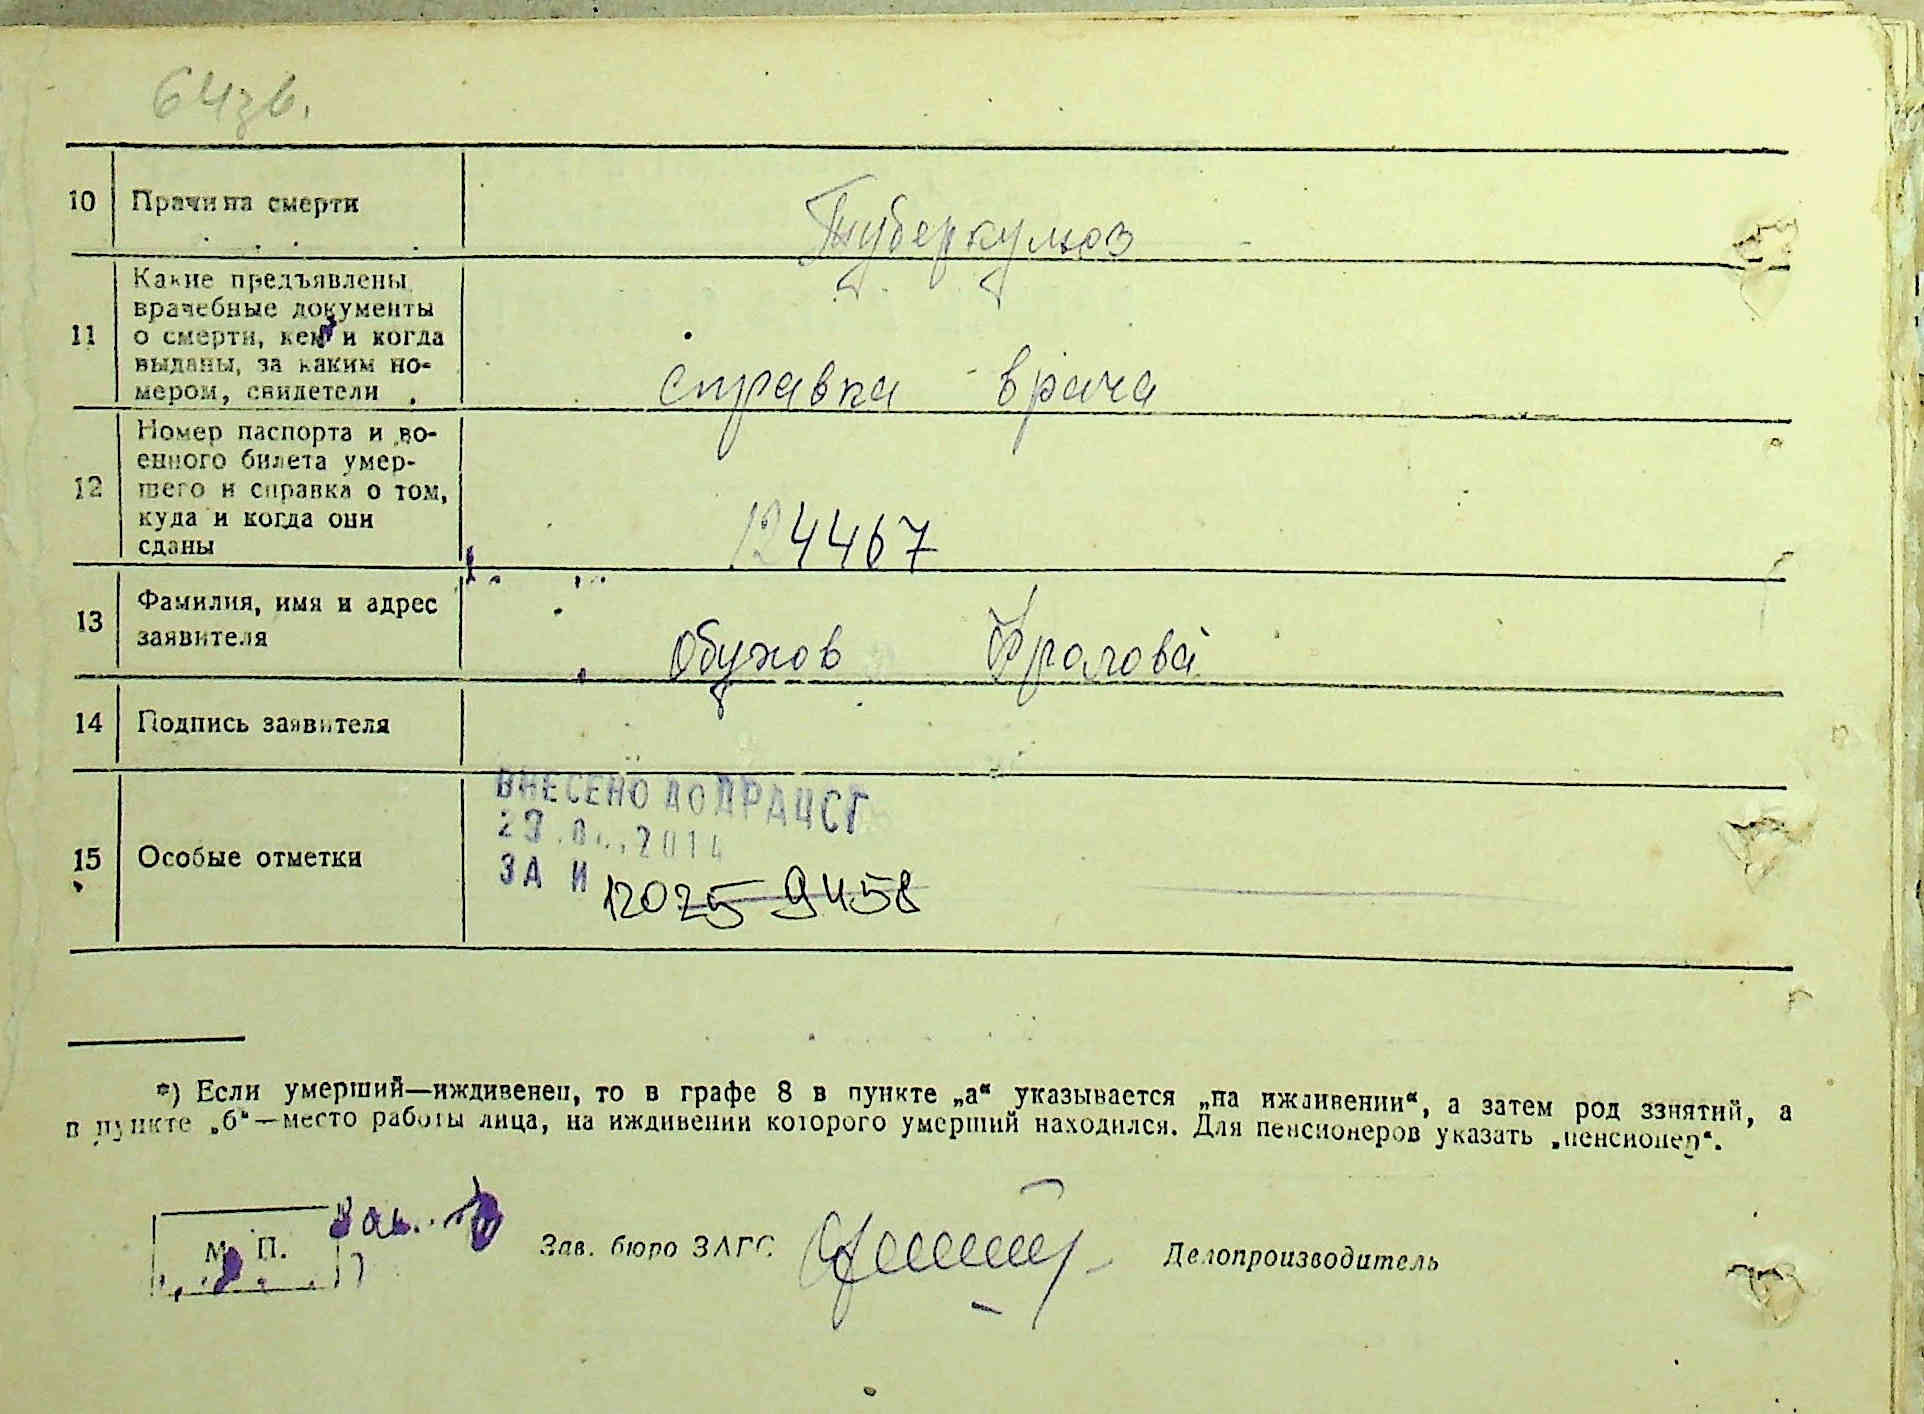 64зв.
10 Причина смерти Туберкулюоз
11 Какие предъявлены
врачебные документы
о смерти, кем и когда
выданы, за каким но-
мером, свидетели справка врача
12 Номер паспорта и во-
енного билета умер-
шего и справка о том,
куда и когда они
сданы 124467
13 Фамилия, имя и адрес
заявителя Обухов Фролова
14 Подпись заявителя
15 Особые отметки
ВНЕСЕНО ДО ДРАЦСГ
ЗА И 12025 9458
*) Если умерший—иждивенец, то в графе 8 в пункте „а“ указывается „на иждивении“, а затем род занятий, а
в пункте „б“—место работы лица, на иждивении которого умерший находился. Для пенсионеров указать „пенсионер“.
М. П. Зав. бюро ЗАГС Делопроизводитель